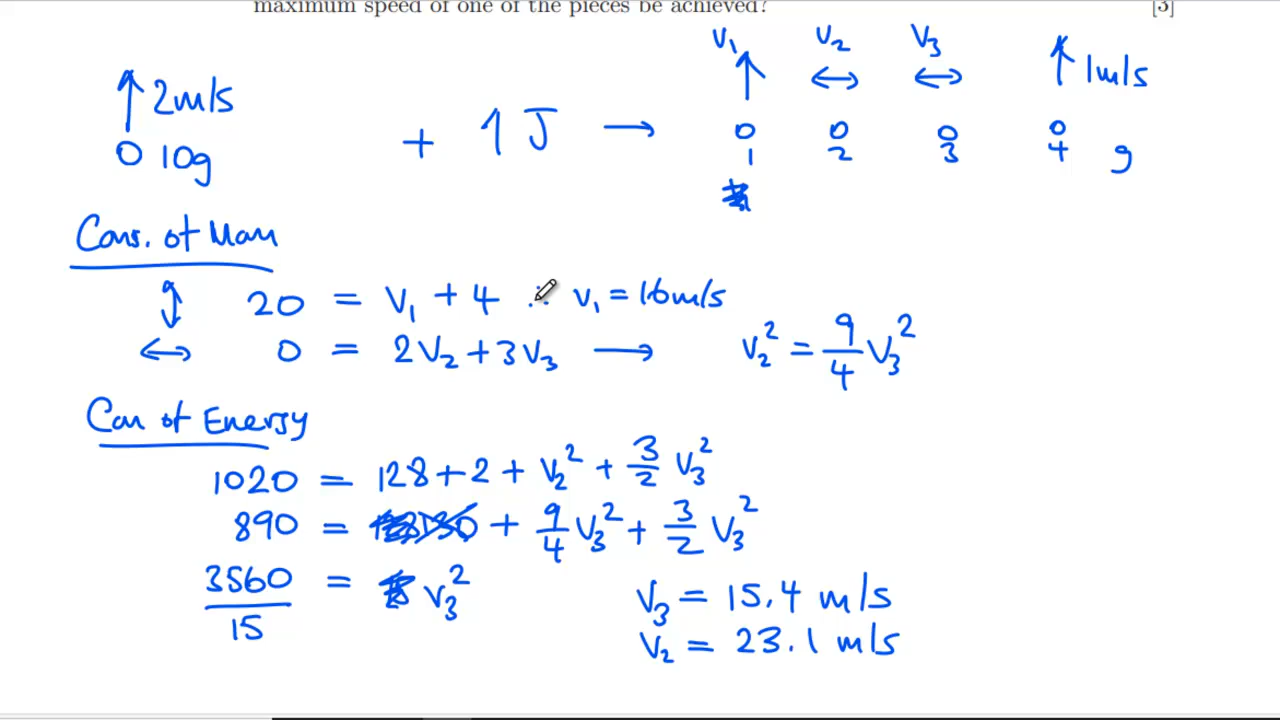 maximum speed of one of the pieces be achieved? [3]
V₁ V₂ V₃
↑ 2m/s ↑ ↔ ↔ ↑ 1m/s
0 10g + 1 J → 0 0 0 0
1 2 3 4 g
Cons. of Mom
↕ 20 = V₁ + 4 ∴ V₁ = 16m/s
↔ 0 = 2V₂ + 3V₃ → V₂² = 9/4 V₃²
Con of Energy
1020 = 128 + 2 + V₂² + 3/2 V₃²
890 = + 9/4 V₃² + 3/2 V₃²
3560/15 = V₃² V₃ = 15.4 m/s
V₂ = 23.1 m/s